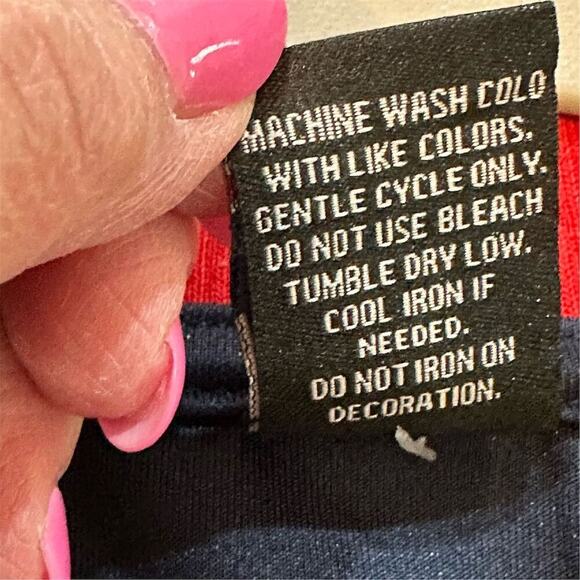 MACHINE WASH COLD
WITH LIKE COLORS.
GENTLE CYCLE ONLY.
DO NOT USE BLEACH
TUMBLE DRY LOW.
COOL IRON IF
NEEDED.
DO NOT IRON ON
DECORATION.